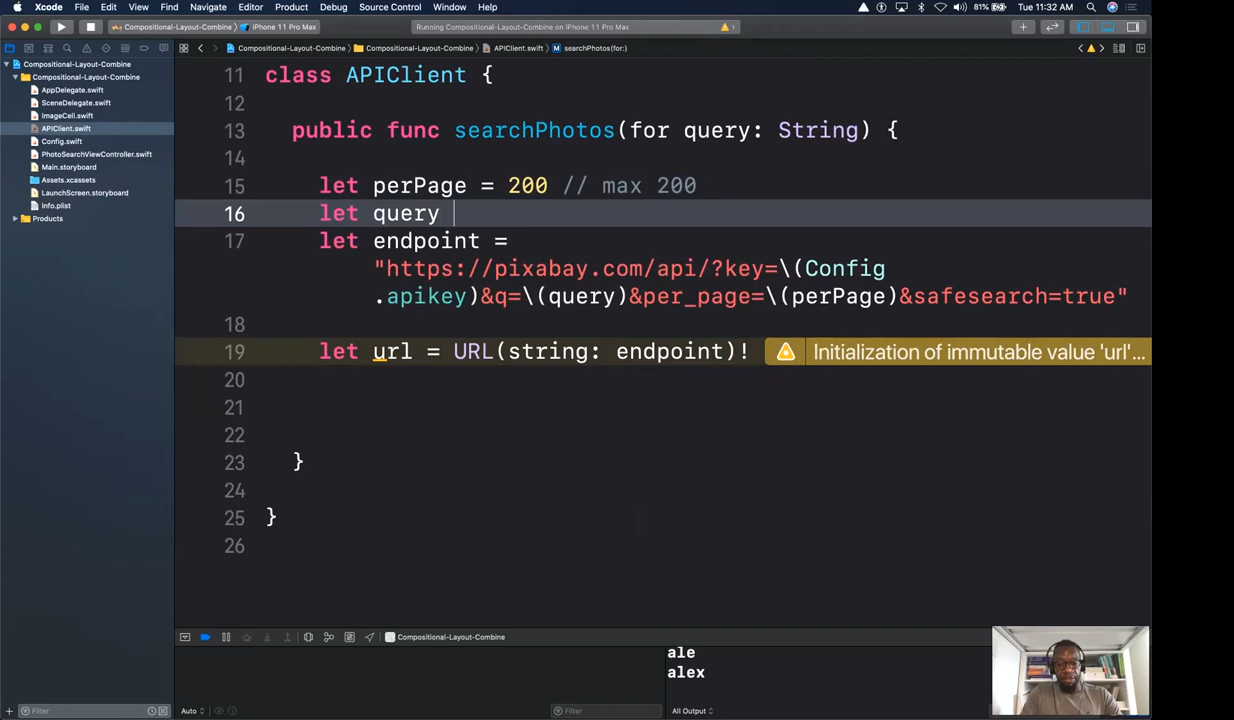 Xcode File Edit View Find Navigate Editor Product Debug Source Control Window Help 81% Tue 11:32 AM
Compositional-Layout-Combine iPhone 11 Pro Max Running Compositional-Layout-Combine on iPhone 11 Pro Max 1
Compositional-Layout-Combine Compositional-Layout-Combine APIClient.swift M searchPhotos(for:)
Compositional-Layout-Combine
Compositional-Layout-Combine
AppDelegate.swift
SceneDelegate.swift
ImageCell.swift
APIClient.swift
Config.swift
PhotoSearchViewController.swift
Main.storyboard
Assets.xcassets
LaunchScreen.storyboard
Info.plist
Products
11 class APIClient {
12
13 public func searchPhotos(for query: String) {
14
15 let perPage = 200 // max 200
16 let query
17 let endpoint =
"https://pixabay.com/api/?key=\(Config
.apikey)&q=\(query)&per_page=\(perPage)&safesearch=true"
18
19 let url = URL(string: endpoint)! Initialization of immutable value 'url'...
20
21
22
23 }
24
25 }
26
Compositional-Layout-Combine
ale
alex
Filter Auto Filter All Output